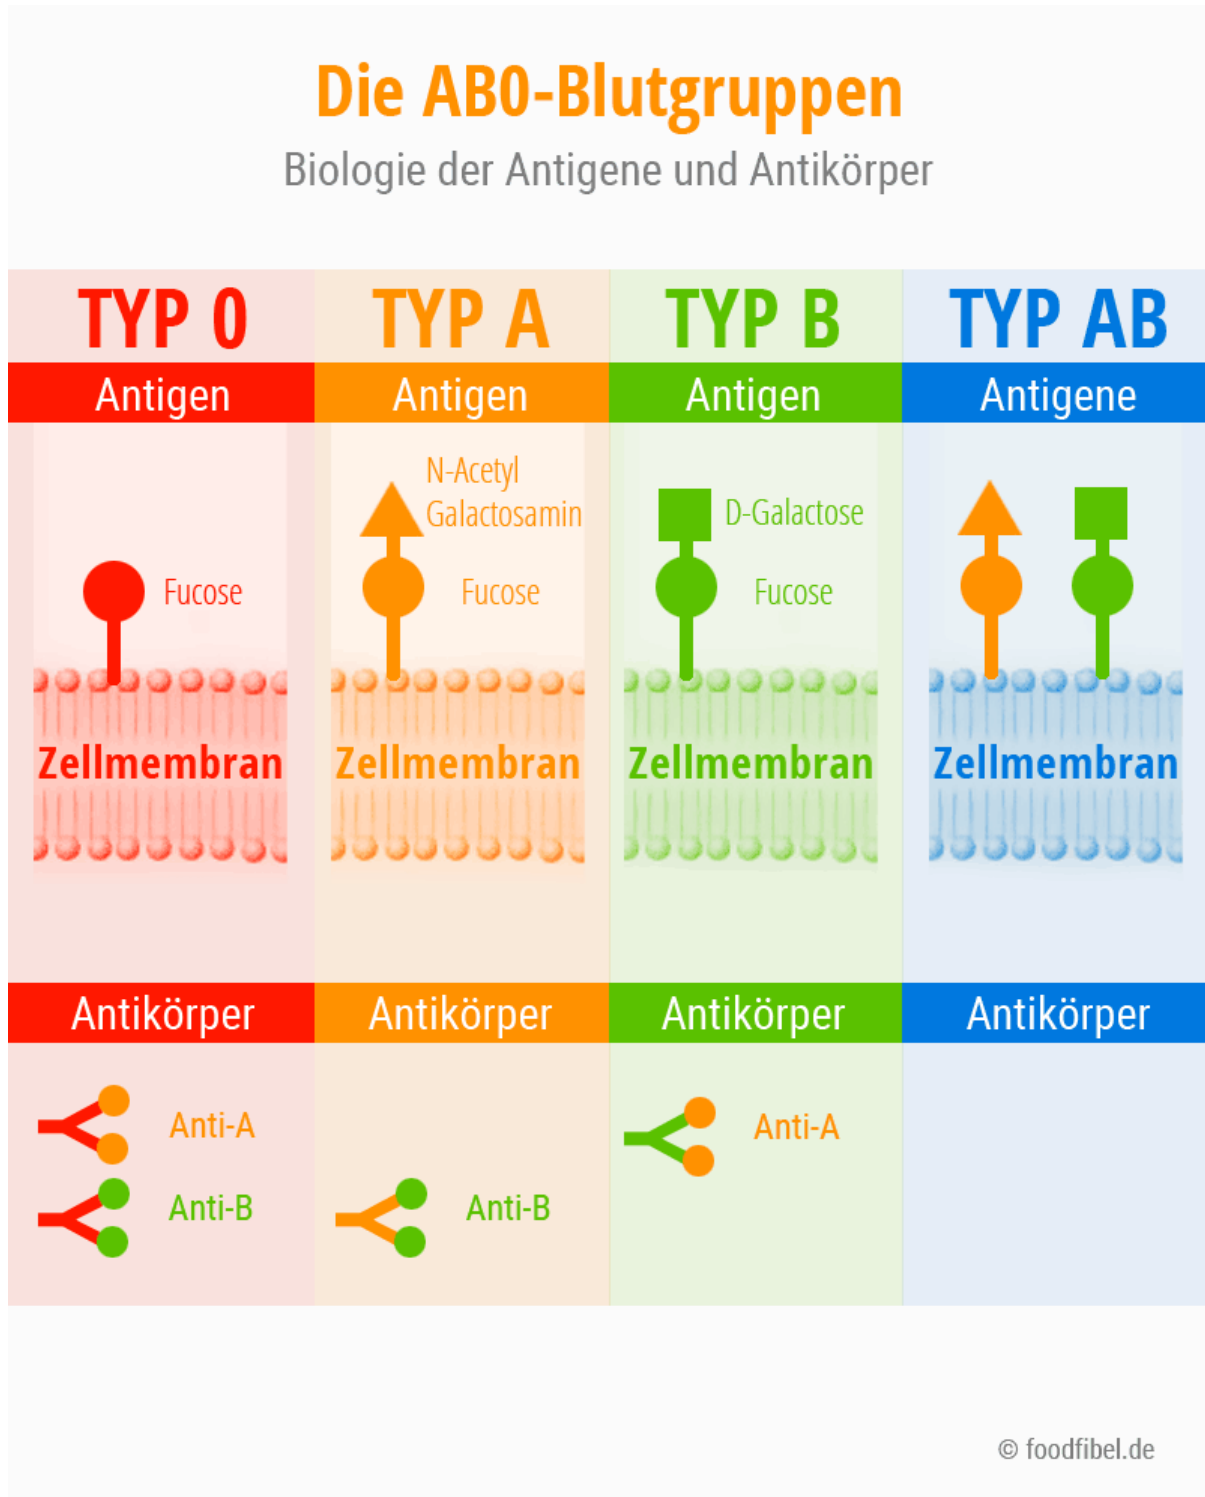 Die AB0-Blutgruppen
Biologie der Antigene und Antikörper
TYP 0
TYP A
TYP B
TYP AB
Antigen
Antigen
Antigen
Antigene
Fucose
N-Acetyl
Galactosamin
Fucose
D-Galactose
Fucose
Zellmembran
Zellmembran
Zellmembran
Zellmembran
Antikörper
Antikörper
Antikörper
Antikörper
Anti-A
Anti-B
Anti-B
Anti-A
© foodfibel.de